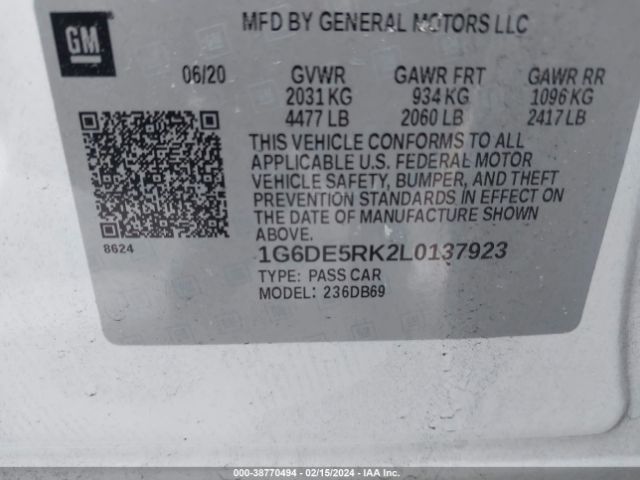 GM
MFD BY GENERAL MOTORS LLC
06/20 GVWR GAWR FRT GAWR RR
2031 KG 934 KG 1096 KG
4477 LB 2060 LB 2417 LB
THIS VEHICLE CONFORMS TO ALL
APPLICABLE U.S. FEDERAL MOTOR
VEHICLE SAFETY, BUMPER, AND THEFT
PREVENTION STANDARDS IN EFFECT ON
THE DATE OF MANUFACTURE SHOWN
ABOVE.
8624
1G6DE5RK2L0137923
TYPE: PASS CAR
MODEL: 236DB69
000-38770494 - 02/15/2024 - IAA Inc.